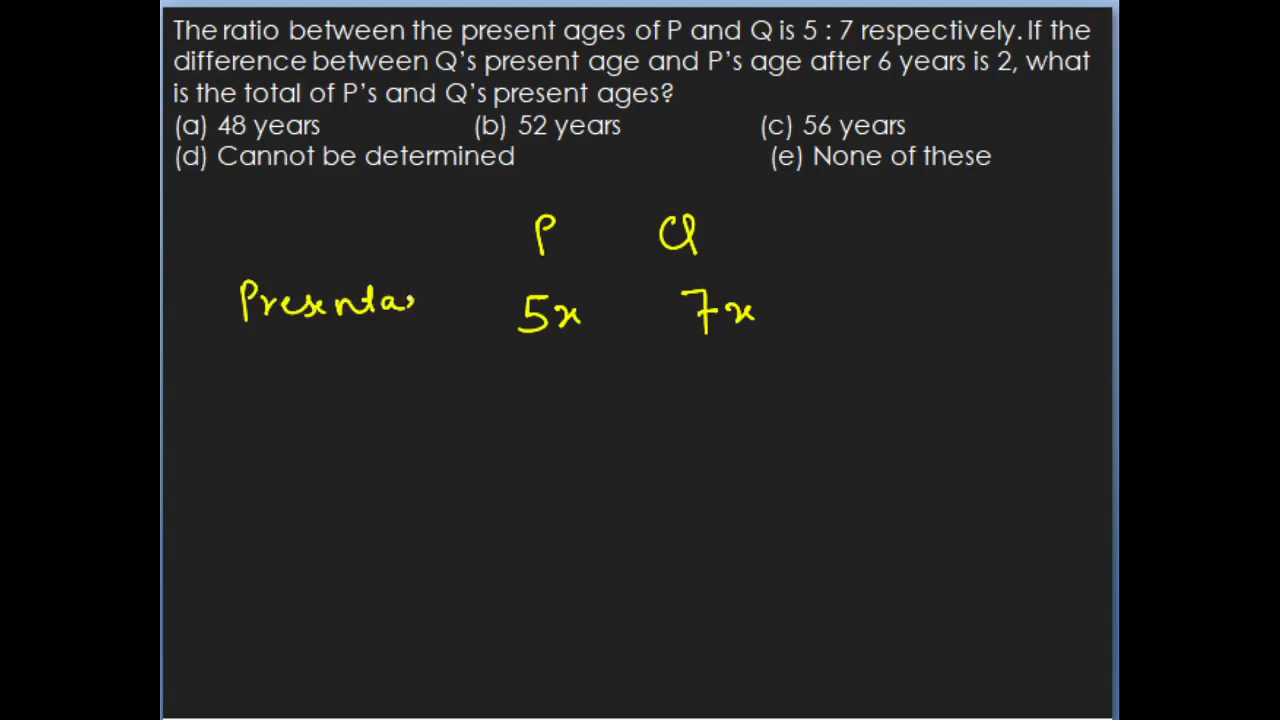 The ratio between the present ages of P and Q is 5 : 7 respectively. If the
difference between Q’s present age and P’s age after 6 years is 2, what
is the total of P’s and Q’s present ages?
(a) 48 years (b) 52 years (c) 56 years
(d) Cannot be determined (e) None of these
P Q
Present 5x 7x